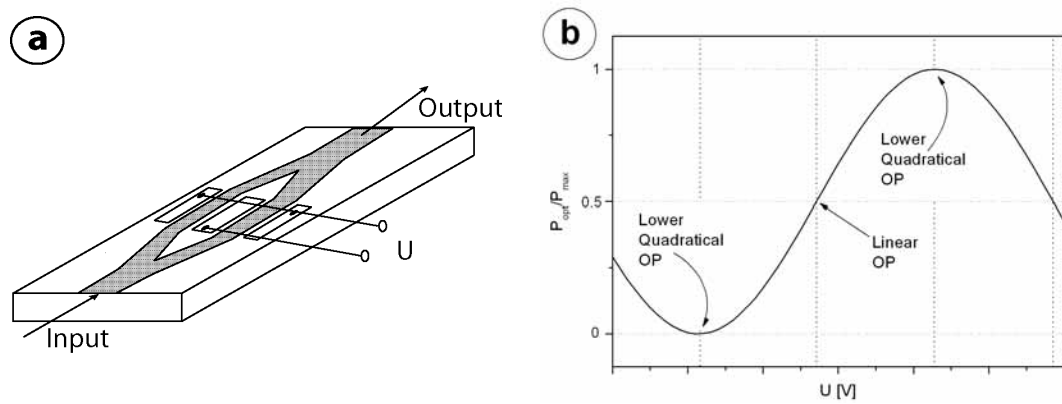 a
Output
U
Input
b
P_opt/P_max
1
0.5
0
Lower
Quadratical
OP
Lower
Quadratical
OP
Linear
OP
U [V]